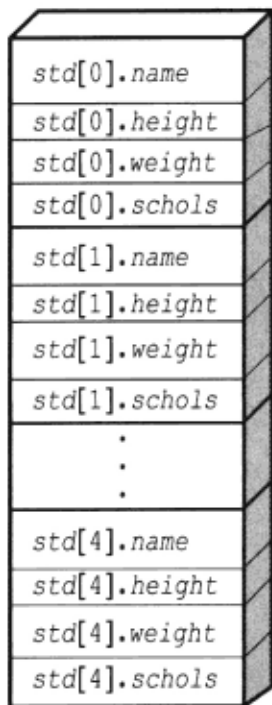 std[0].name
std[0].height
std[0].weight
std[0].schols
std[1].name
std[1].height
std[1].weight
std[1].schols
.
.
.
std[4].name
std[4].height
std[4].weight
std[4].schols